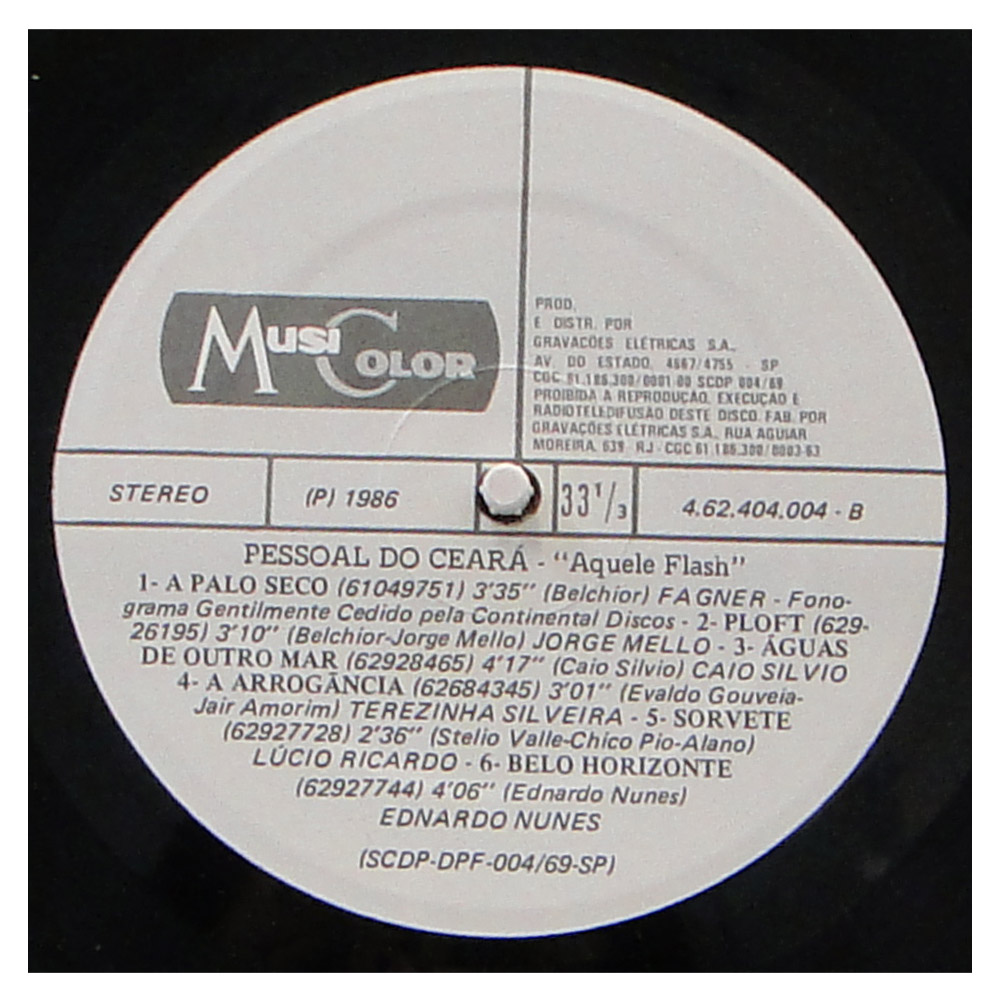 MUSICOLOR
PROD.
E DISTR. POR
GRAVAÇÕES ELÉTRICAS S.A.,
AV. DO ESTADO, 4667/4755 - SP
CGC 61.186.300/0001-00 SCDP 004/69
PROIBIDA A REPRODUÇÃO, EXECUÇÃO E
RADIOTELEDIFUSÃO DESTE DISCO. FAB. POR
GRAVAÇÕES ELÉTRICAS S.A., RUA AGUIAR
MOREIRA, 639 - RJ - CGC 61.186.300/0003-63
STEREO
(P) 1986
33 1/3
4.62.404.004 - B
PESSOAL DO CEARÁ - "Aquele Flash"
1- A PALO SECO (61049751) 3'35" (Belchior) FAGNER - Fono-
grama Gentilmente Cedido pela Continental Discos - 2- PLOFT (629-
26195) 3'10" (Belchior-Jorge Mello) JORGE MELLO - 3- ÁGUAS
DE OUTRO MAR (62928465) 4'17" (Caio Silvio) CAIO SILVIO
4- A ARROGÂNCIA (62684345) 3'01" (Evaldo Gouveia-
Jair Amorim) TEREZINHA SILVEIRA - 5- SORVETE
(62927728) 2'36" (Stelio Valle-Chico Pio-Alano)
LÚCIO RICARDO - 6- BELO HORIZONTE
(62927744) 4'06" (Ednardo Nunes)
EDNARDO NUNES
(SCDP-DPF-004/69-SP)